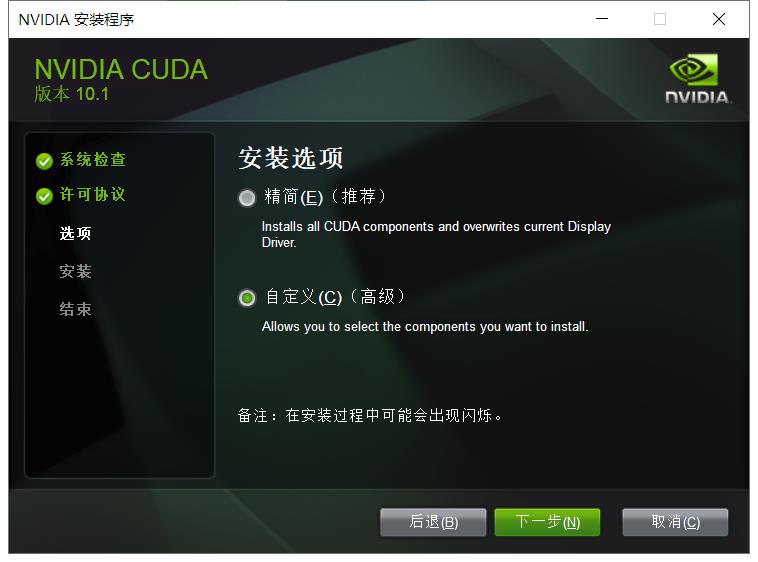 NVIDIA 安装程序
NVIDIA CUDA
版本 10.1
NVIDIA.
系统检查
许可协议
选项
安装
结束
安装选项
精简(E)（推荐）
Installs all CUDA components and overwrites current Display
Driver.
自定义(C)（高级）
Allows you to select the components you want to install.
备注：在安装过程中可能会出现闪烁。
后退(B)
下一步(N)
取消(C)